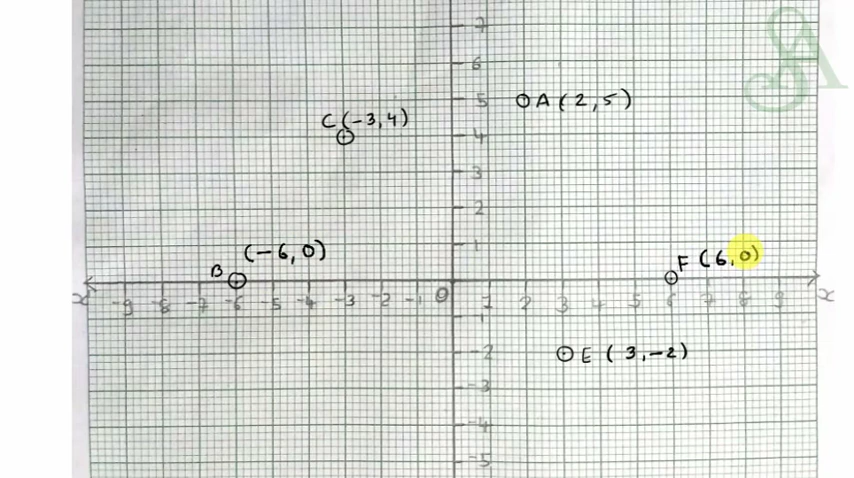 7
6
5
A (2, 5)
C (-3, 4)
4
3
2
(-6, 0)
1
F (6, 0)
B
x -9 -8 -7 -6 -5 -4 -3 -2 -1 0 1 2 3 4 5 6 7 8 9 x
-1
-2
E (3, -2)
-3
-4
-5
SA